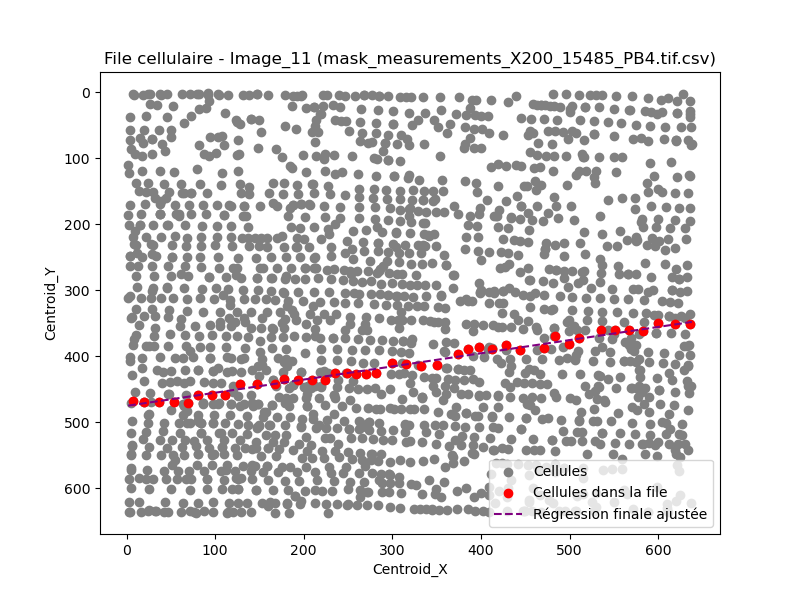 File cellulaire - Image_11 (mask_measurements_X200_15485_PB4.tif.csv)
Centroid_Y
0
100
200
300
400
500
600
0 100 200 300 400 500 600
Centroid_X
Cellules
Cellules dans la file
Régression finale ajustée